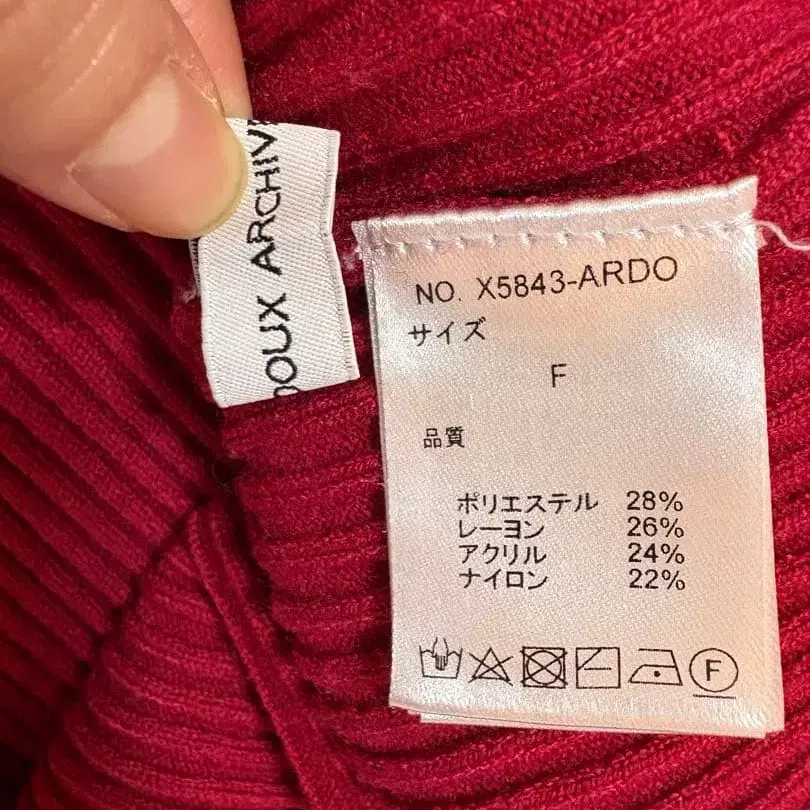 DOUX ARCHIVE
NO. X5843-ARDO
サイズ
F
品質
ポリエステル 28%
レーヨン 26%
アクリル 24%
ナイロン 22%
F